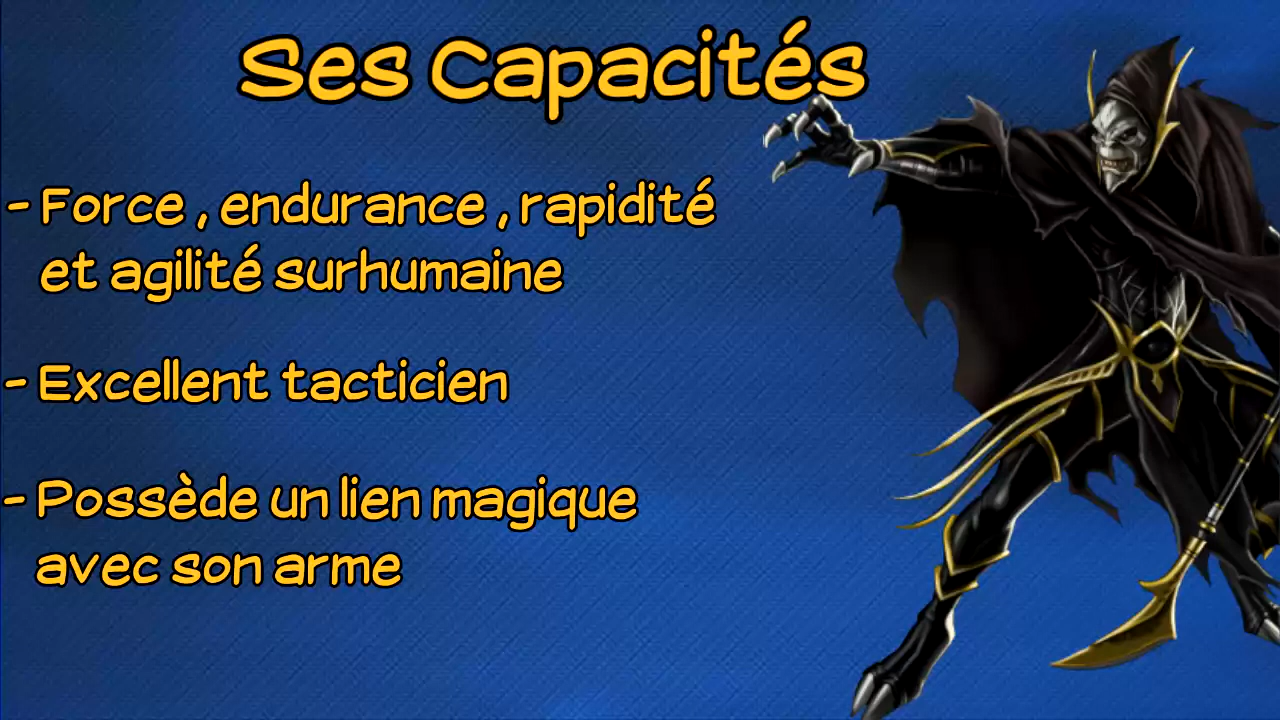 Ses Capacités
- Force , endurance , rapidité
et agilité surhumaine
- Excellent tacticien
- Possède un lien magique
avec son arme